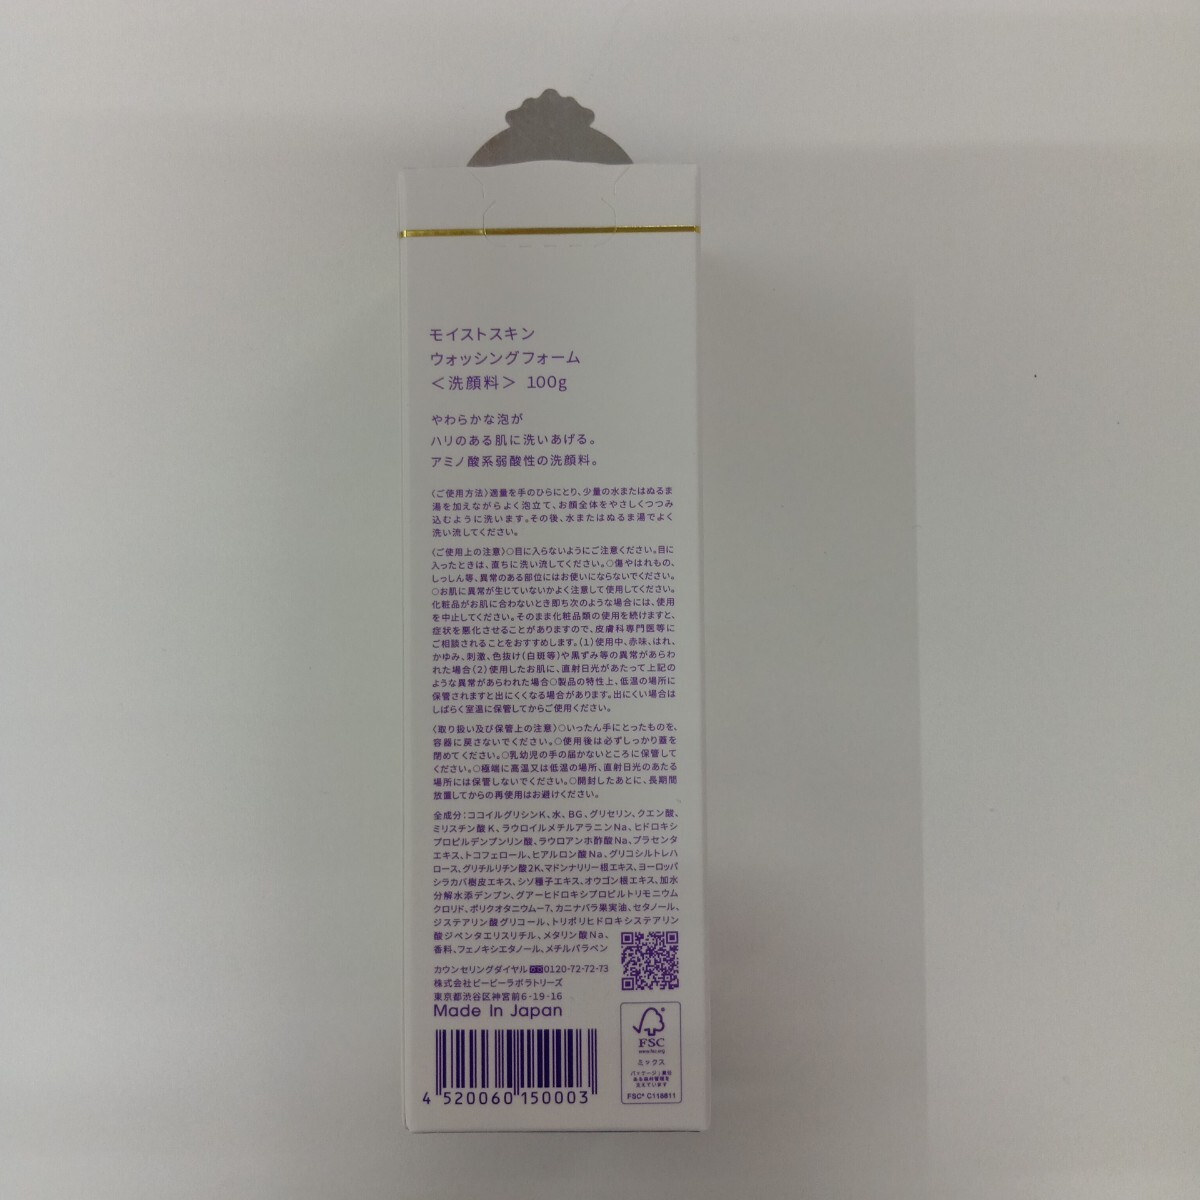 モイストスキン
ウォッシングフォーム
＜洗顔料＞ 100g
やわらかな泡が
ハリのある肌に洗いあげる。
アミノ酸系弱酸性の洗顔料。
〈ご使用方法〉適量を手のひらにとり、少量の水またはぬるま
湯を加えながらよく泡立て、お顔全体をやさしくつつみ
込むように洗います。その後、水またはぬるま湯でよく
洗い流してください。
〈ご使用上の注意〉○目に入らないようにご注意ください。目に
入ったときは、直ちに洗い流してください。○傷やはれもの、
しっしん等、異常のある部位にはお使いにならないでください。
○お肌に異常が生じていないかよく注意して使用してください。
化粧品がお肌に合わないとき即ち次のような場合には、使用
を中止してください。そのまま化粧品類の使用を続けますと、
症状を悪化させることがありますので、皮膚科専門医等に
ご相談されることをおすすめします。（1）使用中、赤味、はれ、
かゆみ、刺激、色抜け（白斑等）や黒ずみ等の異常があらわ
れた場合（2）使用したお肌に、直射日光があたって上記の
ような異常があらわれた場合○製品の特性上、低温の場所に
保管されますと出にくくなる場合があります。出にくい場合は
しばらく室温に保管してからご使用ください。
〈取り扱い及び保管上の注意〉○いったん手にとったものを、
容器に戻さないでください。○使用後は必ずしっかり蓋を
閉めてください。○乳幼児の手の届かないところに保管して
ください。○極端に高温又は低温の場所、直射日光のあたる
場所には保管しないでください。○開封したあとに、長期間
放置してからの再使用はお避けください。
全成分：ココイルグリシンK、水、BG、グリセリン、クエン酸、
ミリスチン酸K、ラウロイルメチルアラニンNa、ヒドロキシ
プロピルデンプンリン酸、ラウロアンホ酢酸Na、プラセンタ
エキス、トコフェロール、ヒアルロン酸Na、グリコシルトレハ
ロース、グリチルリチン酸2K、マドンナリリー根エキス、ヨーロッパ
シラカバ樹皮エキス、シソ種子エキス、オウゴン根エキス、加水
分解水添デンプン、グアーヒドロキシプロピルトリモニウム
クロリド、ポリクオタニウム-7、カニナバラ果実油、セタノール、
ジステアリン酸グリコール、トリポリヒドロキシステアリン
酸ジペンタエリスリチル、メタリン酸Na、
香料、フェノキシエタノール、メチルパラベン
カウンセリングダイヤル 0120-72-72-73
株式会社ビービーラボラトリーズ
東京都渋谷区神宮前6-19-16
Made In Japan
4 520060 150003
FSC
www.fsc.org
ミックス
パッケージ｜責任
ある森林管理を
支えています
FSC® C118811